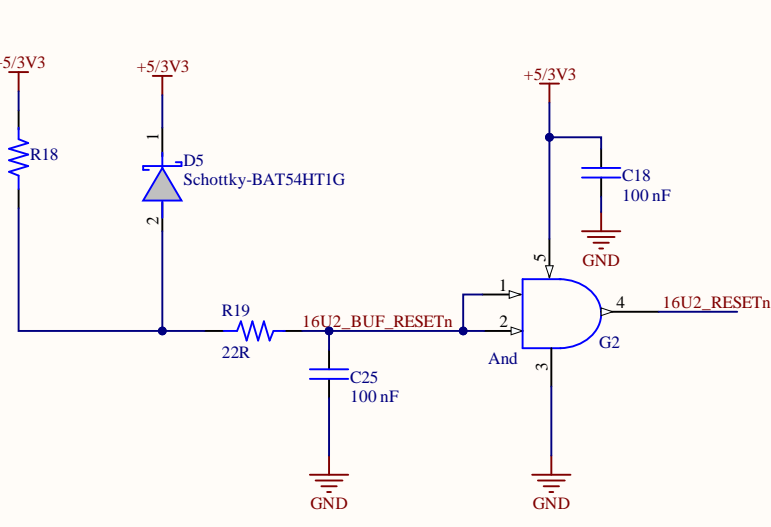 +5/3V3
+5/3V3
+5/3V3
1
D5
Schottky-BAT54HT1G
R18
C18
100 nF
2
5
GND
1
16U2_RESETn
4
R19
16U2_BUF_RESETn
2
G2
22R
And
3
C25
100 nF
GND
GND